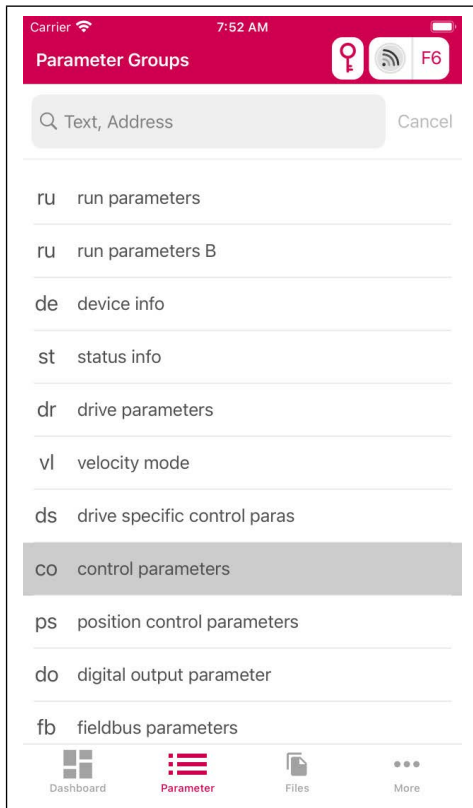 Carrier 7:52 AM
Parameter Groups F6
Text, Address Cancel
ru run parameters
ru run parameters B
de device info
st status info
dr drive parameters
vl velocity mode
ds drive specific control paras
co control parameters
ps position control parameters
do digital output parameter
fb fieldbus parameters
Dashboard Parameter Files More